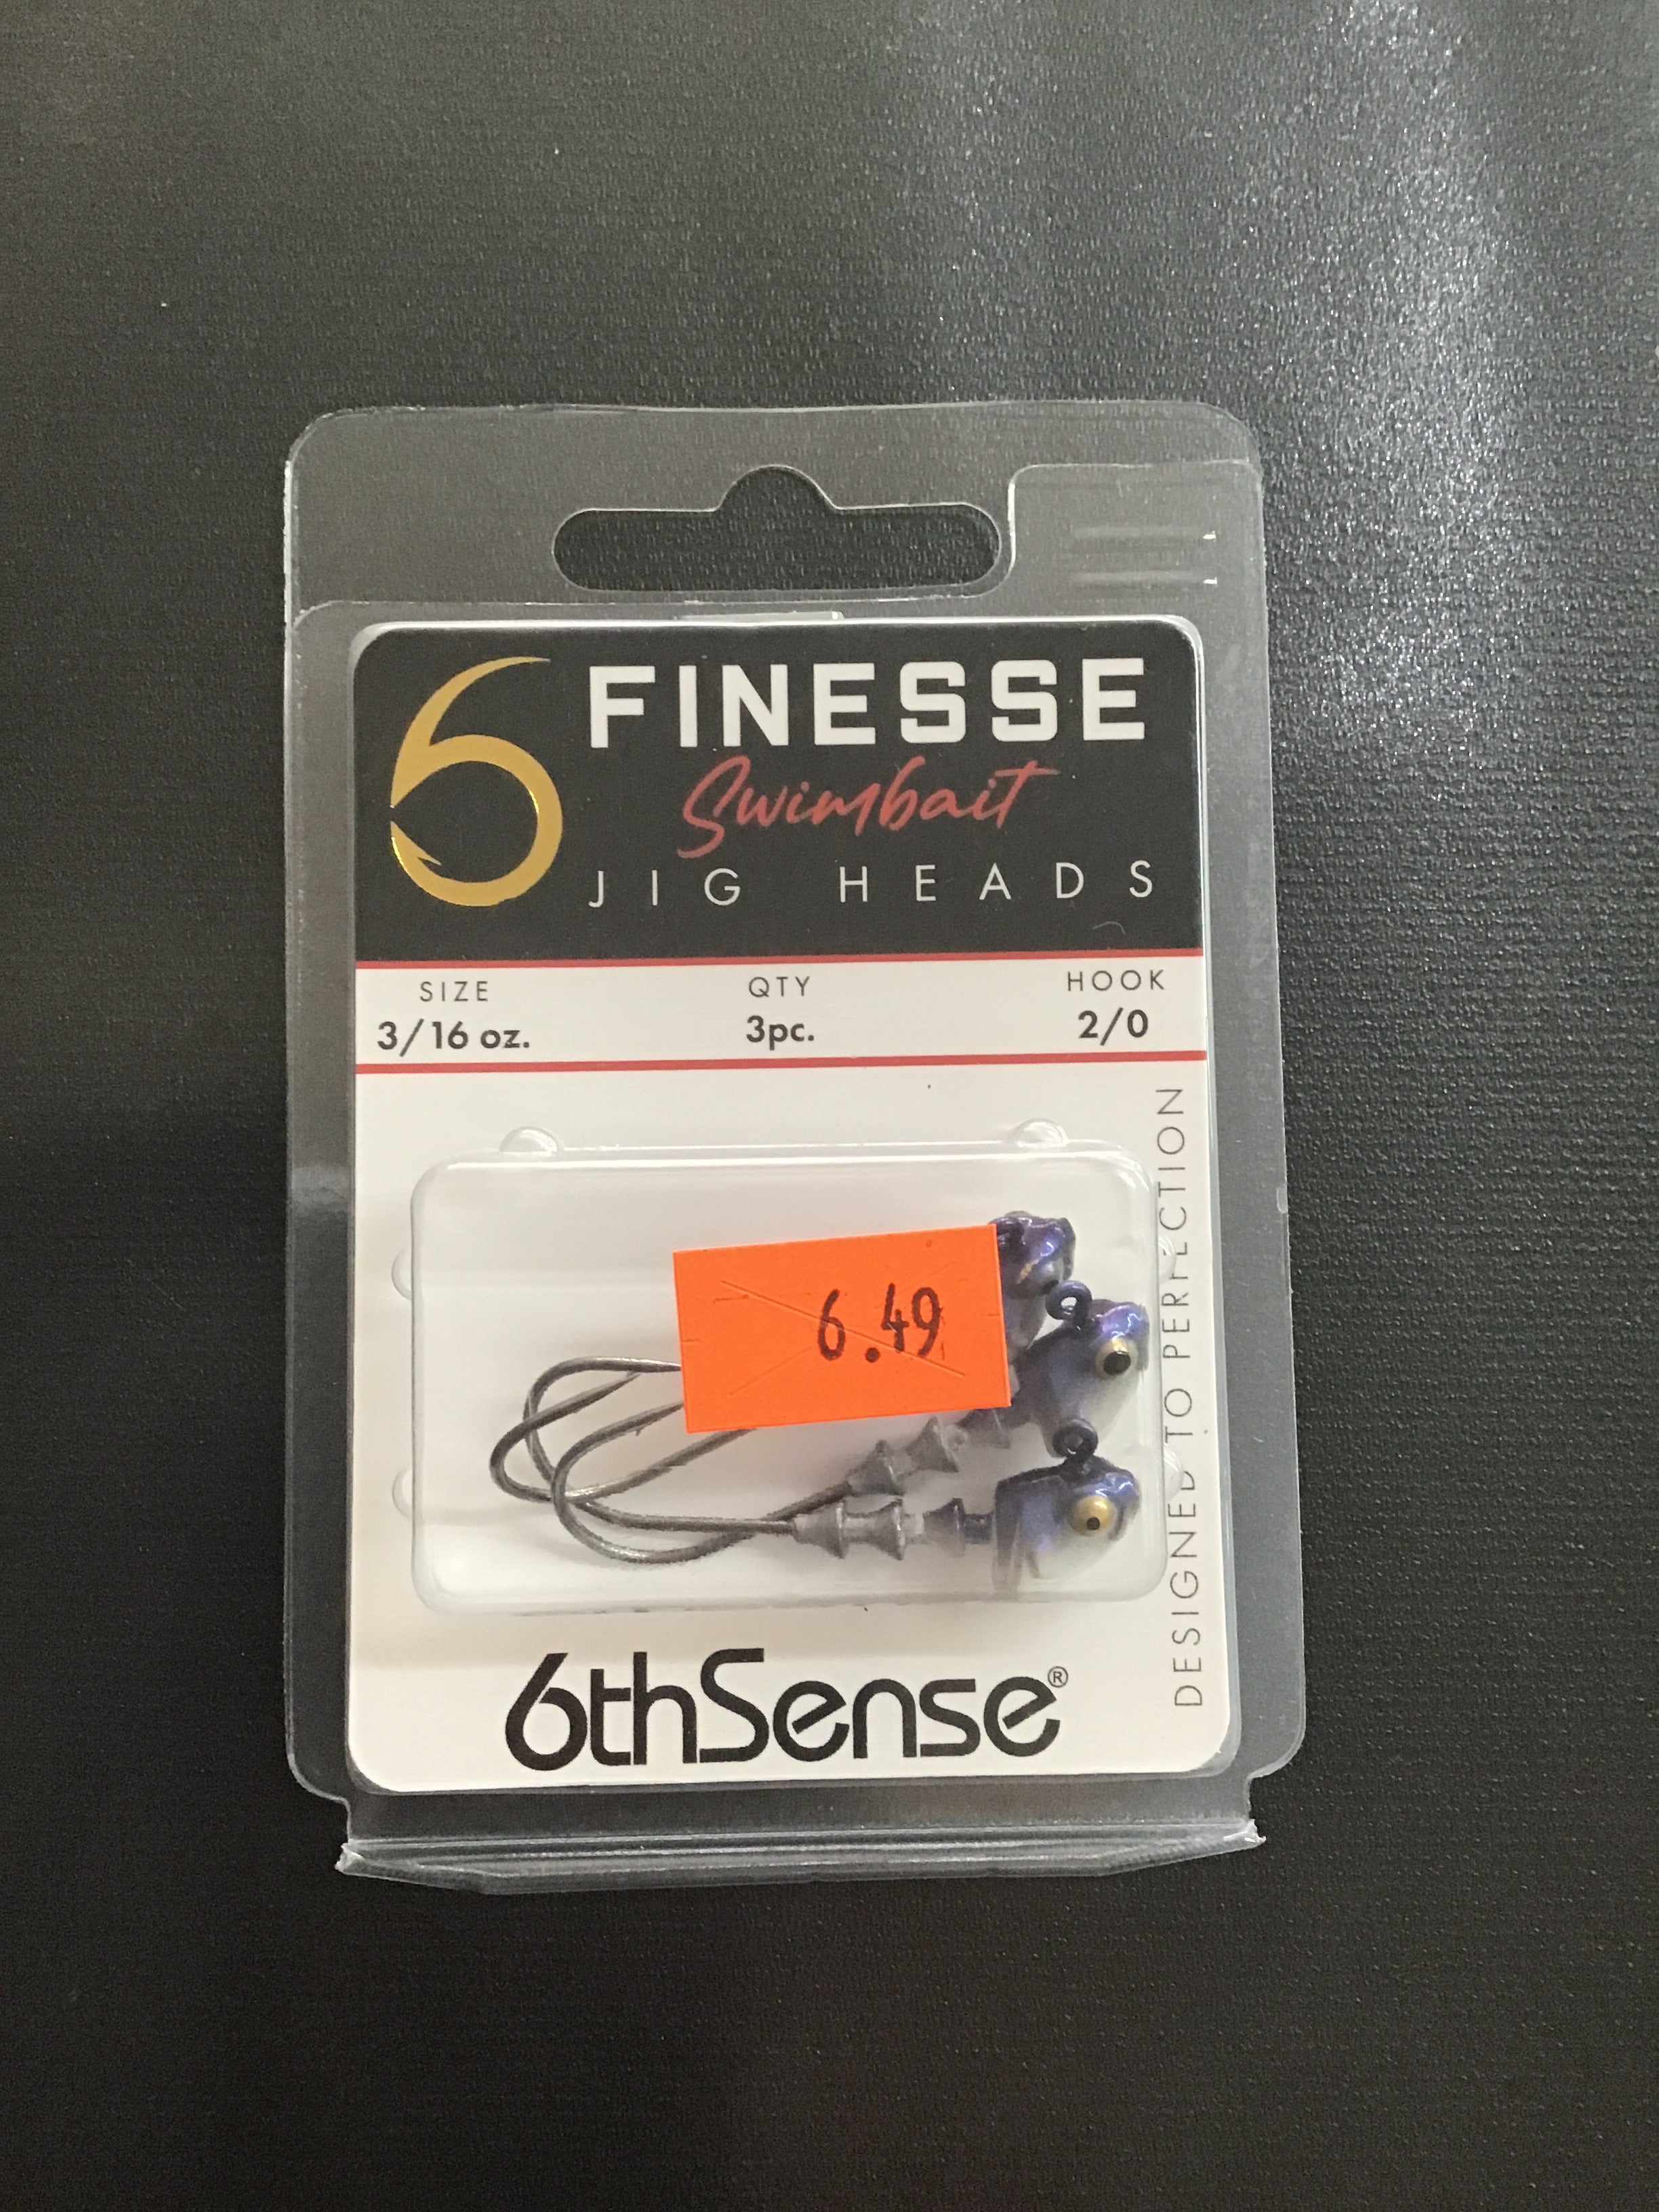 6 FINESSE
Swimbait
JIG HEADS
SIZE QTY HOOK
3/16 oz. 3pc. 2/0
DESIGNED TO PERFECTION
6.49
6thSense®